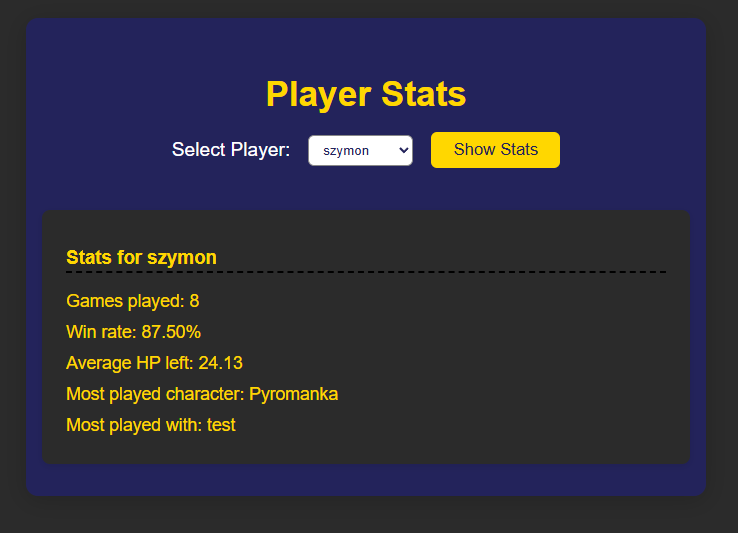 Player Stats
Select Player: szymon Show Stats
Stats for szymon
Games played: 8
Win rate: 87.50%
Average HP left: 24.13
Most played character: Pyromanka
Most played with: test